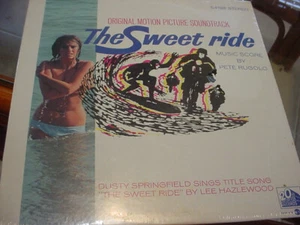 ORIGINAL MOTION PICTURE SOUNDTRACK
The Sweet ride
MUSIC SCORE
BY
PETE RUGOLO
DUSTY SPRINGFIELD SINGS TITLE SONG
"THE SWEET RIDE" BY LEE HAZLEWOOD
20